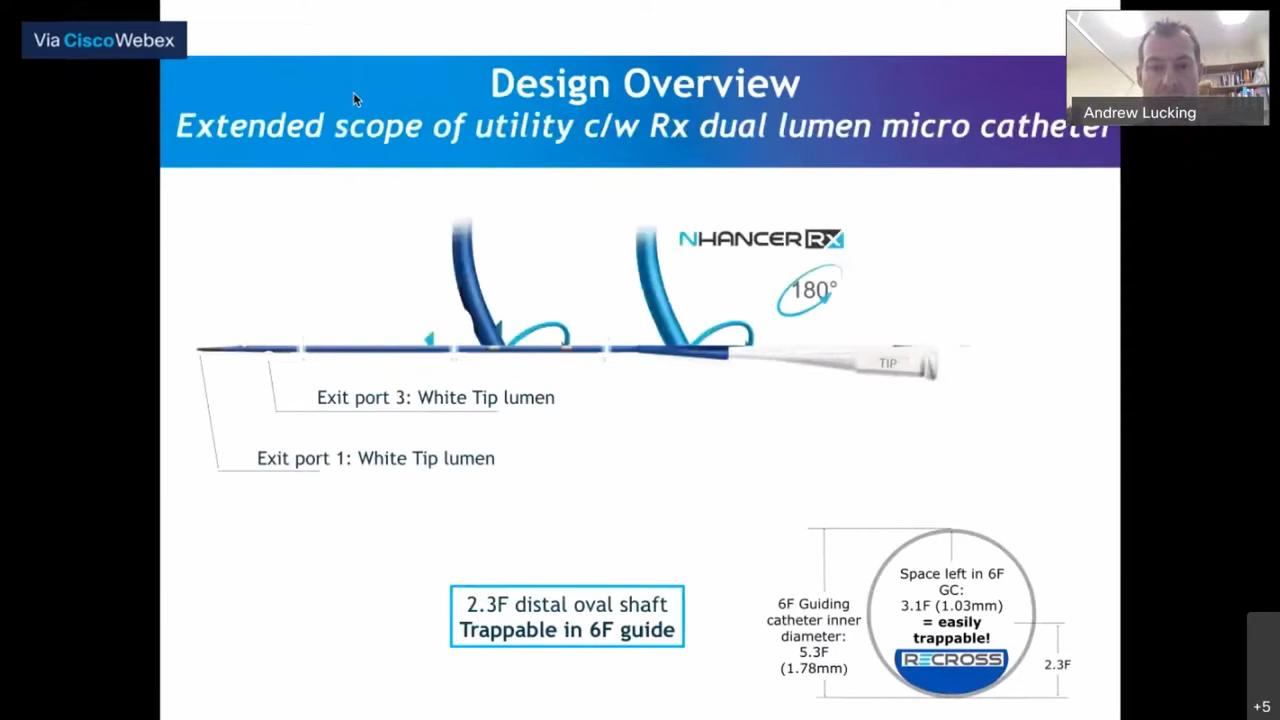 Via Cisco Webex
Design Overview
Extended scope of utility c/w Rx dual lumen micro catheter
Andrew Lucking
NHANCER RX
180°
TIP
Exit port 3: White Tip lumen
Exit port 1: White Tip lumen
2.3F distal oval shaft
Trappable in 6F guide
6F Guiding
catheter inner
diameter:
5.3F
(1.78mm)
Space left in 6F
GC:
3.1F (1.03mm)
= easily
trappable!
RECROSS
2.3F
+5